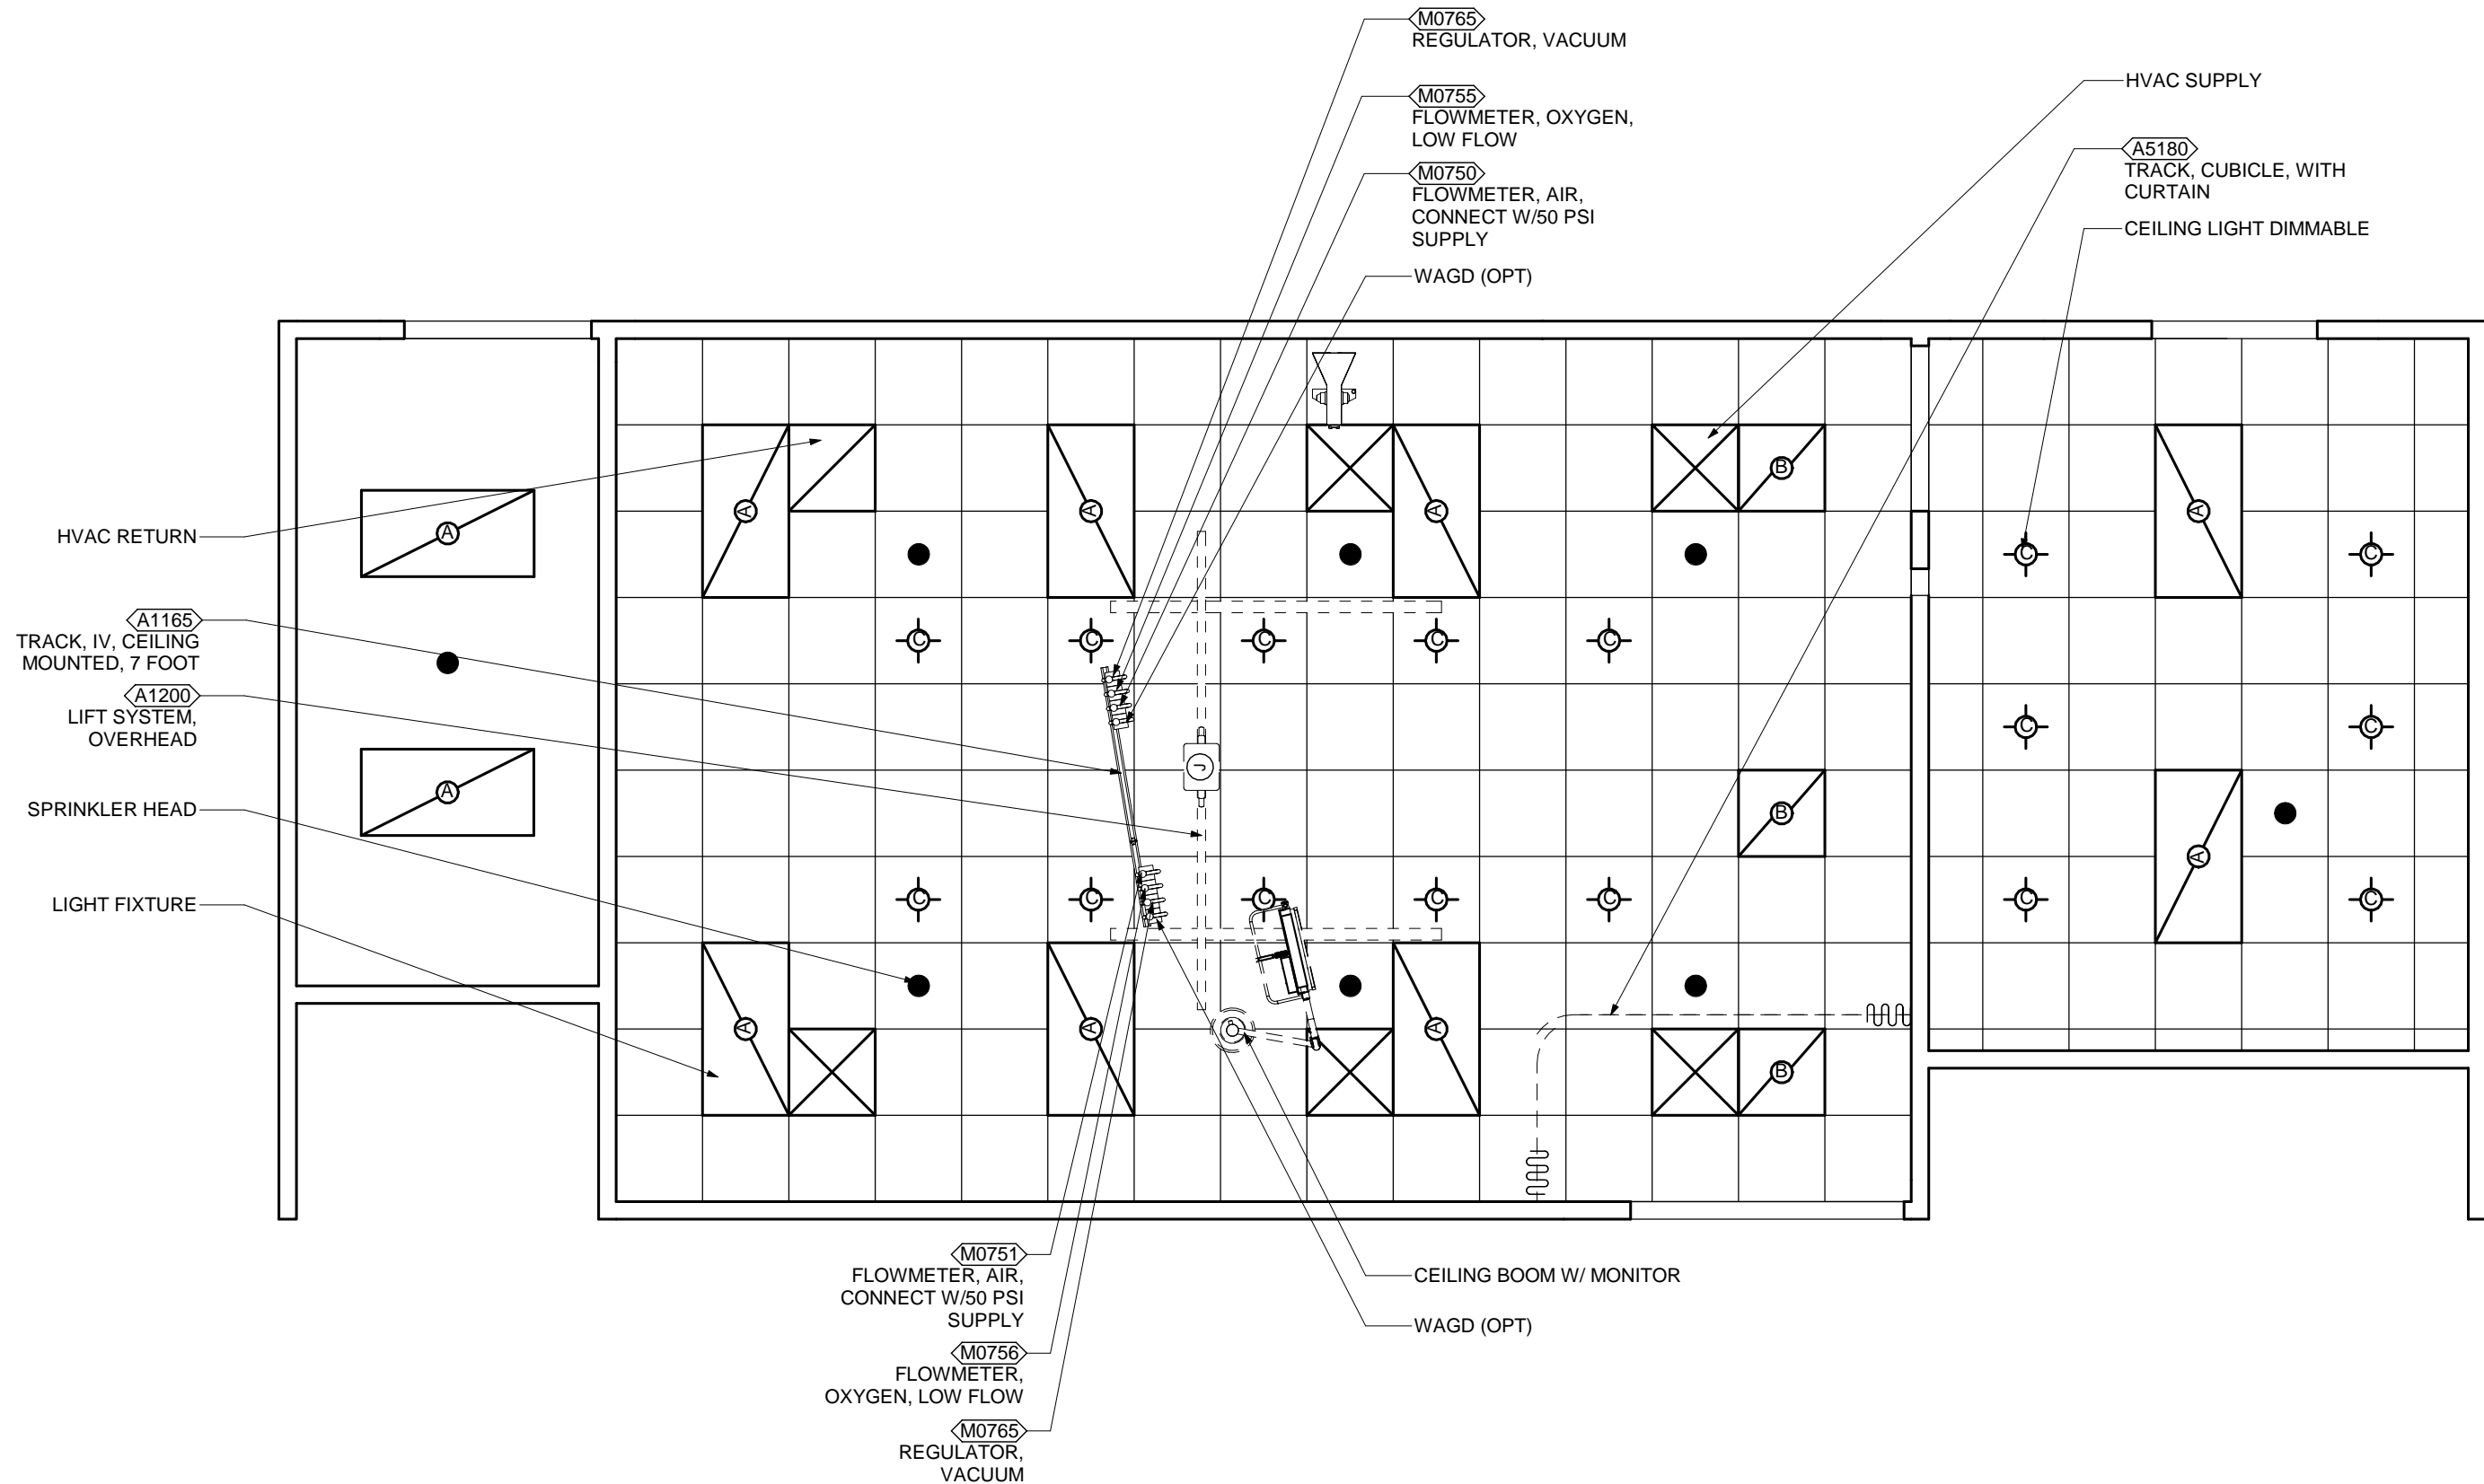 M0765
REGULATOR, VACUUM
M0755
FLOWMETER, OXYGEN,
LOW FLOW
M0750
FLOWMETER, AIR,
CONNECT W/50 PSI
SUPPLY
WAGD (OPT)
HVAC SUPPLY
A5180
TRACK, CUBICLE, WITH
CURTAIN
CEILING LIGHT DIMMABLE
HVAC RETURN
A1165
TRACK, IV, CEILING
MOUNTED, 7 FOOT
A1200
LIFT SYSTEM,
OVERHEAD
SPRINKLER HEAD
LIGHT FIXTURE
A
A
A
A
A
B
A
C
C
A
C
C
C
C
C
J
C
C
A
B
A
C
C
C
C
C
C
C
A
A
J
A
B
M0751
FLOWMETER, AIR,
CONNECT W/50 PSI
SUPPLY
M0756
FLOWMETER,
OXYGEN, LOW FLOW
M0765
REGULATOR,
VACUUM
CEILING BOOM W/ MONITOR
WAGD (OPT)